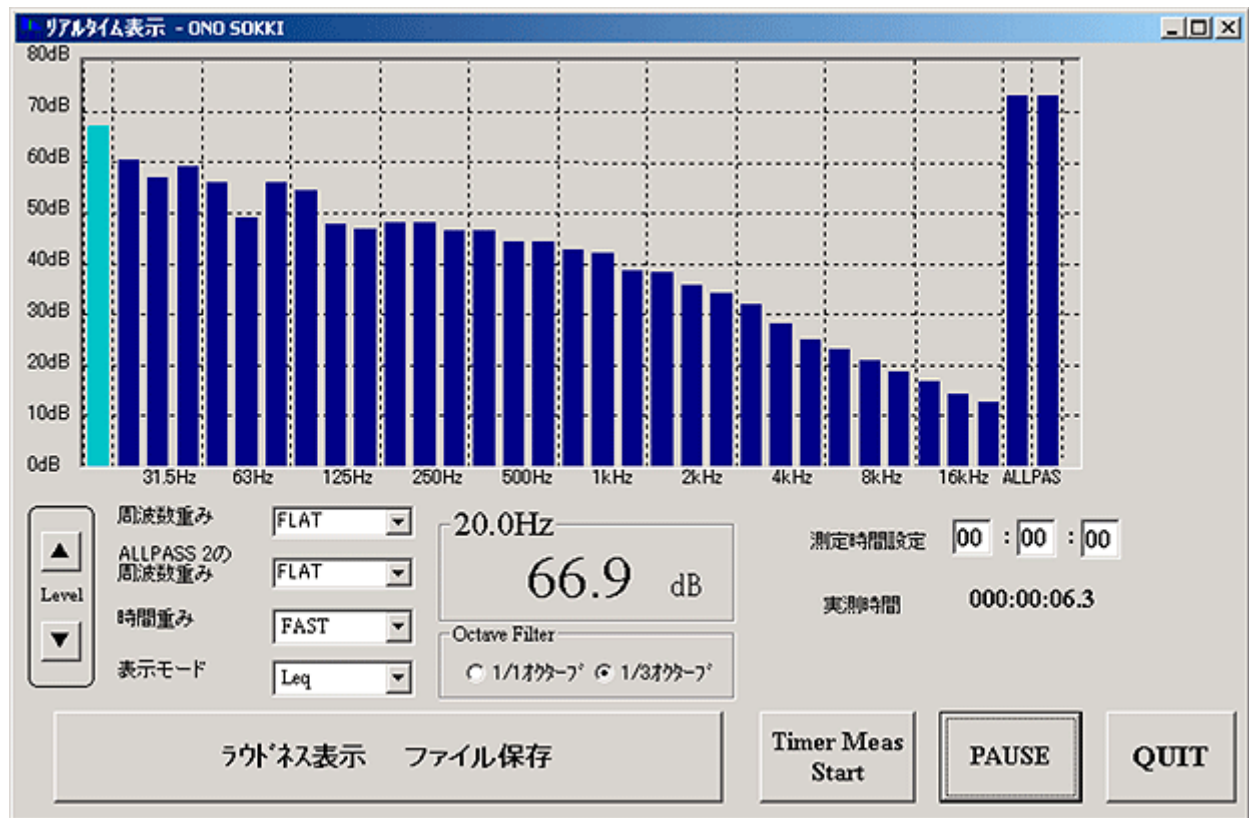 リアルタイム表示 - ONO SOKKI
80dB
70dB
60dB
50dB
40dB
30dB
20dB
10dB
0dB
31.5Hz 63Hz 125Hz 250Hz 500Hz 1kHz 2kHz 4kHz 8kHz 16kHz ALLPAS
Level
周波数重み FLAT
ALLPASS 2の
周波数重み FLAT
時間重み FAST
表示モード Leq
20.0Hz
66.9 dB
Octave Filter
1/1オクターブ 1/3オクターブ
測定時間設定 00 : 00 : 00
実測時間 000:00:06.3
ラウドネス表示 ファイル保存
Timer Meas
Start
PAUSE
QUIT